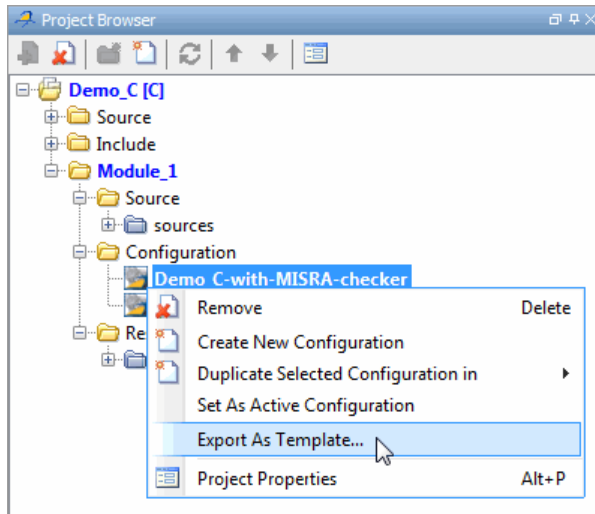 Project Browser
Demo_C [C]
Source
Include
Module_1
Source
sources
Configuration
Demo_C-with-MISRA-checker
Re
Remove Delete
Create New Configuration
Duplicate Selected Configuration in
Set As Active Configuration
Export As Template...
Project Properties Alt+P